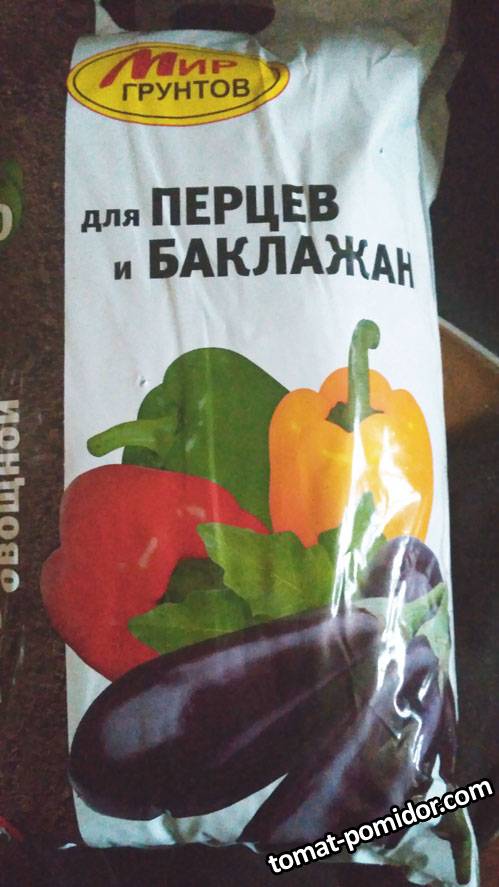 Мир
ГРУНТОВ
для ПЕРЦЕВ
и БАКЛАЖАН
ОВОЩНОЙ
tomat-pomidor.com